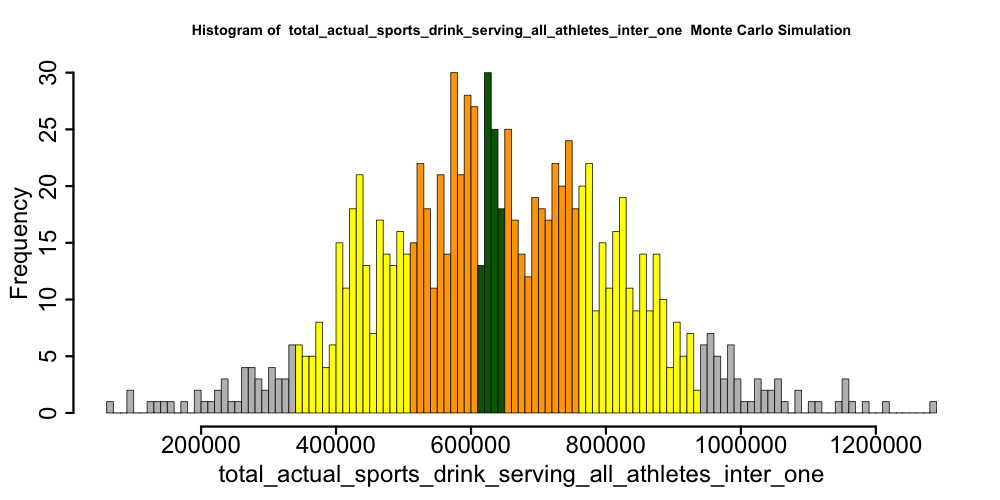 Histogram of  total_actual_sports_drink_serving_all_athletes_inter_one  Monte Carlo Simulation
30
25
20
15
10
5
0
Frequency
200000 400000 600000 800000 1000000 1200000
total_actual_sports_drink_serving_all_athletes_inter_one